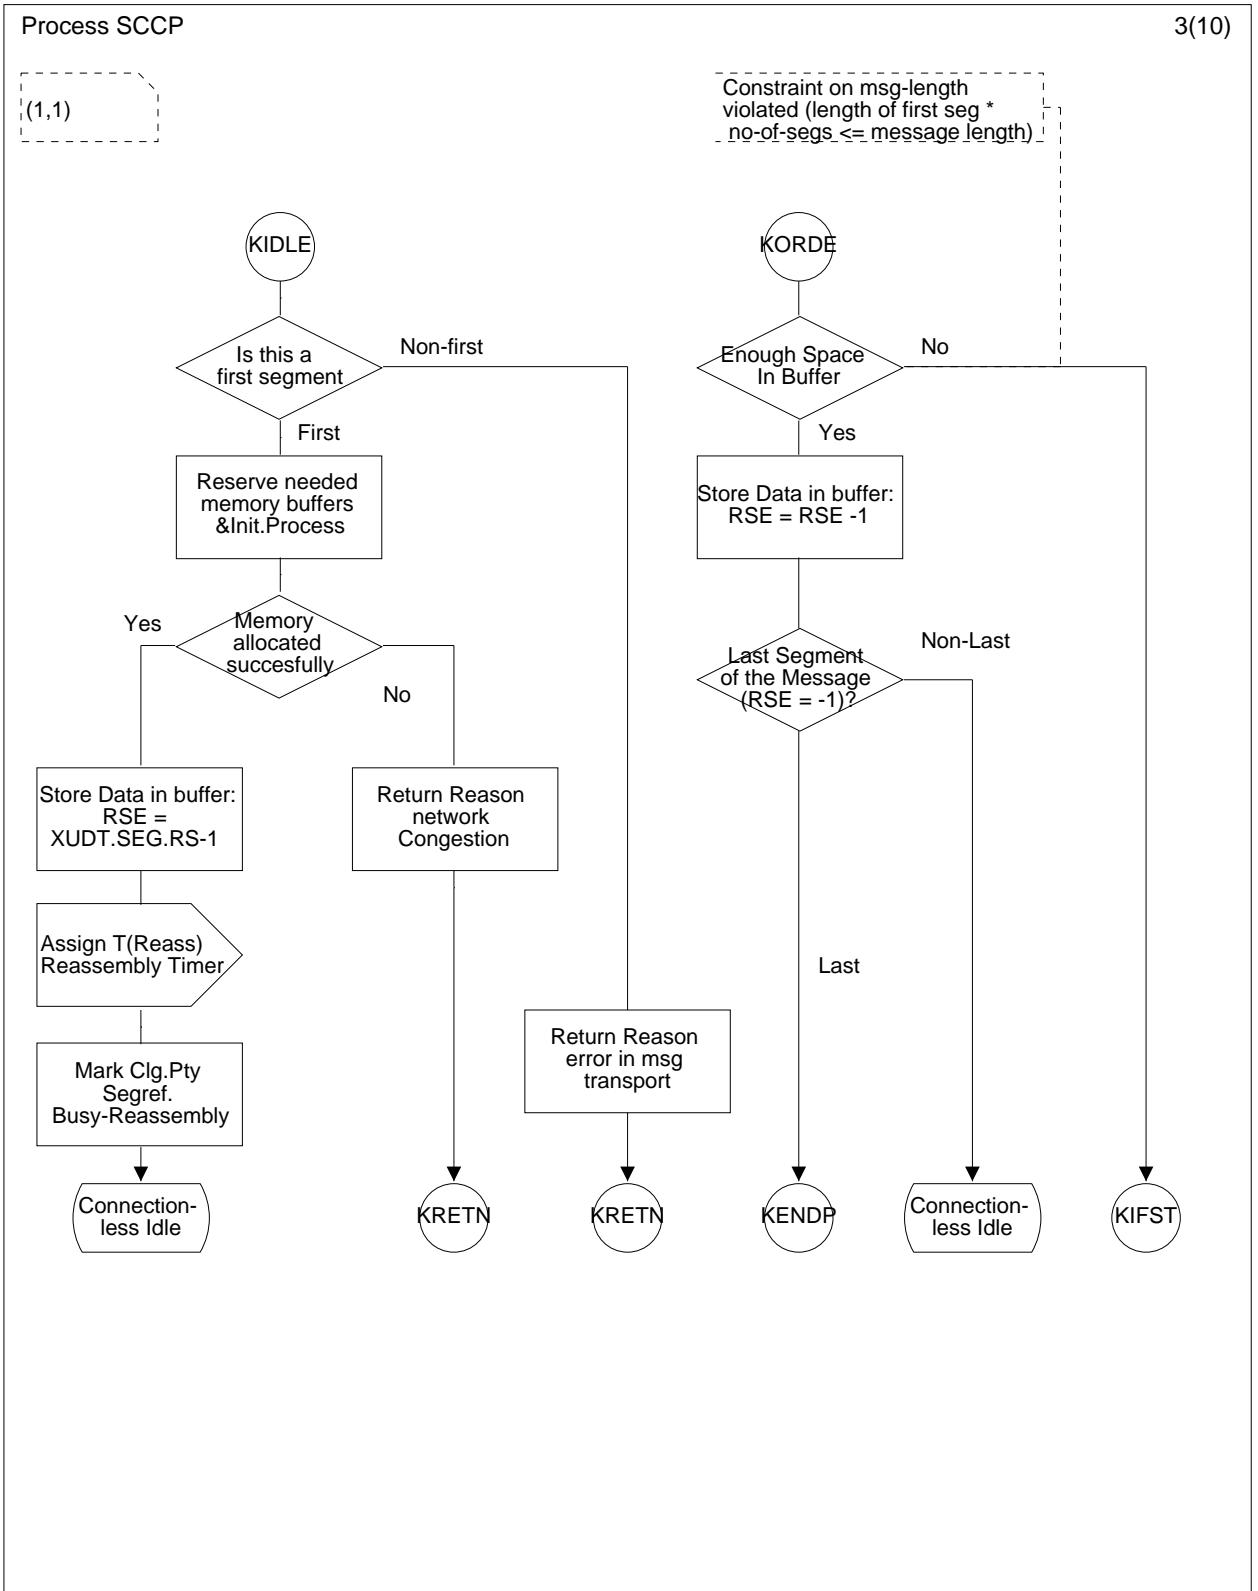 Process SCCP
3(10)
(1,1)
Constraint on msg-length
violated (length of first seg *
no-of-segs <= message length)
KIDLE
KORDE
Is this a
first segment
Non-first
Enough Space
In Buffer
No
First
Yes
Reserve needed
memory buffers
&Init.Process
Store Data in buffer:
RSE = RSE -1
Yes
Memory
allocated
succesfully
No
Last Segment
of the Message
(RSE = -1)?
Non-Last
Store Data in buffer:
RSE =
XUDT.SEG.RS-1
Return Reason
network
Congestion
Assign T(Reass)
Reassembly Timer
Last
Return Reason
error in msg
transport
Mark Clg.Pty
Segref.
Busy-Reassembly
Connection-
less Idle
KRETN
KRETN
KENDP
Connection-
less Idle
KIFST